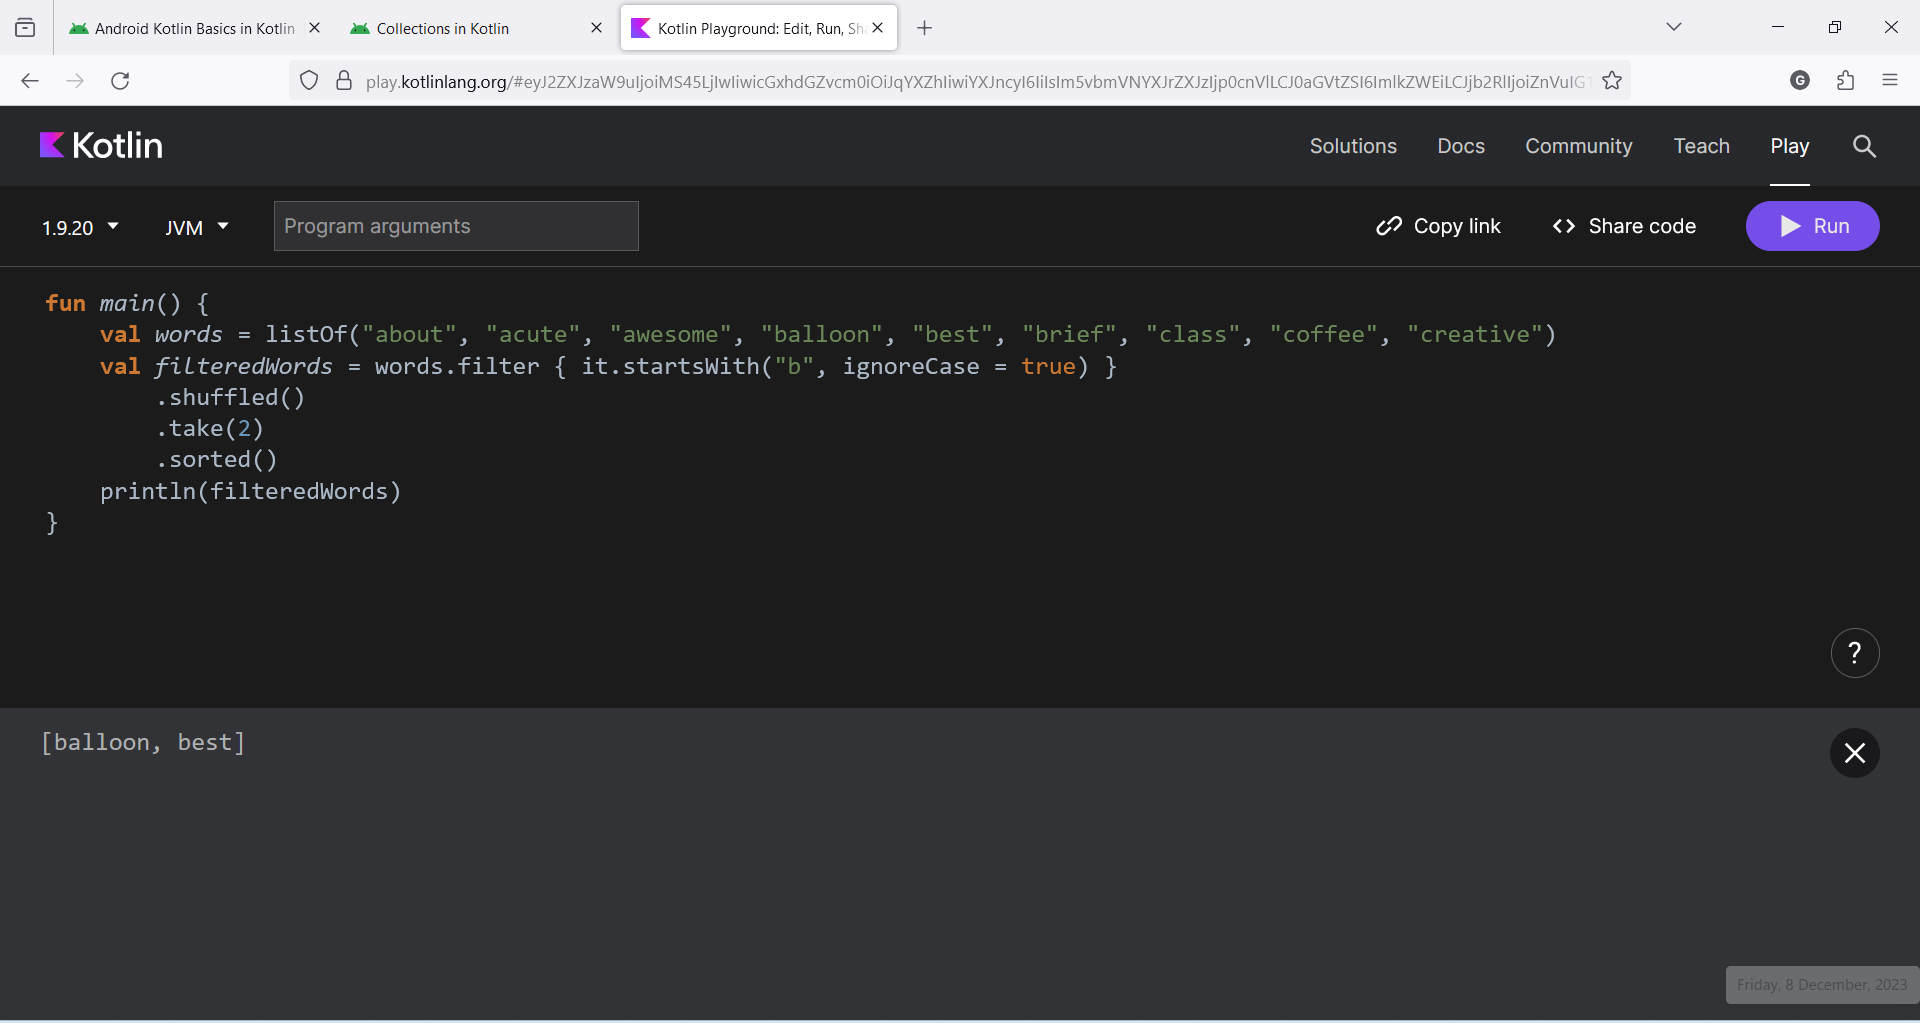 Android Kotlin Basics in Kotlin
Collections in Kotlin
Kotlin Playground: Edit, Run, Sha
play.kotlinlang.org/#eyJ2ZXJzaW9uIjoiMS45LjIwIiwicGxhdGZvcm0iOiJqYXZhIiwiYXJncyI6IiIsIm5vbmVNYXJrZXJzIjp0cnVlLCJ0aGVtZSI6ImlkZWEiLCJjb2RlIjoiZnVuIG1
G
Kotlin
Solutions Docs Community Teach Play
1.9.20 JVM Program arguments Copy link <> Share code Run
fun main() {
    val words = listOf("about", "acute", "awesome", "balloon", "best", "brief", "class", "coffee", "creative")
    val filteredWords = words.filter { it.startsWith("b", ignoreCase = true) }
        .shuffled()
        .take(2)
        .sorted()
    println(filteredWords)
}
?
[balloon, best]
Friday, 8 December, 2023